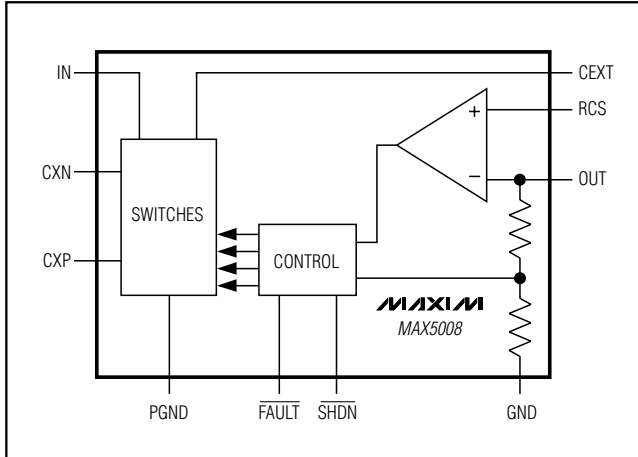 IN
CEXT
RCS
+
CXN
−
OUT
SWITCHES
CXP
CONTROL
MAXIM
MAX5008
PGND
FAULT
SHDN
GND